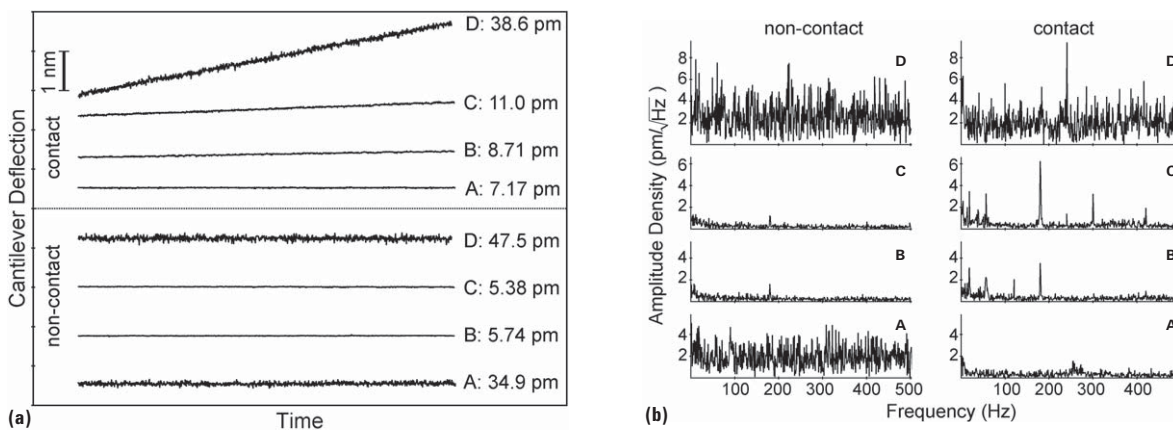 D: 38.6 pm
1 nm
C: 11.0 pm
B: 8.71 pm
A: 7.17 pm
contact
D: 47.5 pm
C: 5.38 pm
B: 5.74 pm
A: 34.9 pm
non-contact
Cantilever Deflection
Time
(a)
non-contact
contact
D
D
8
6
4
2
8
6
4
2
C
C
6
4
2
6
4
2
B
B
4
2
4
2
A
A
4
2
4
2
100 200 300 400 500
100 200 300 400
Amplitude Density (pm/√Hz )
Frequency (Hz)
(b)